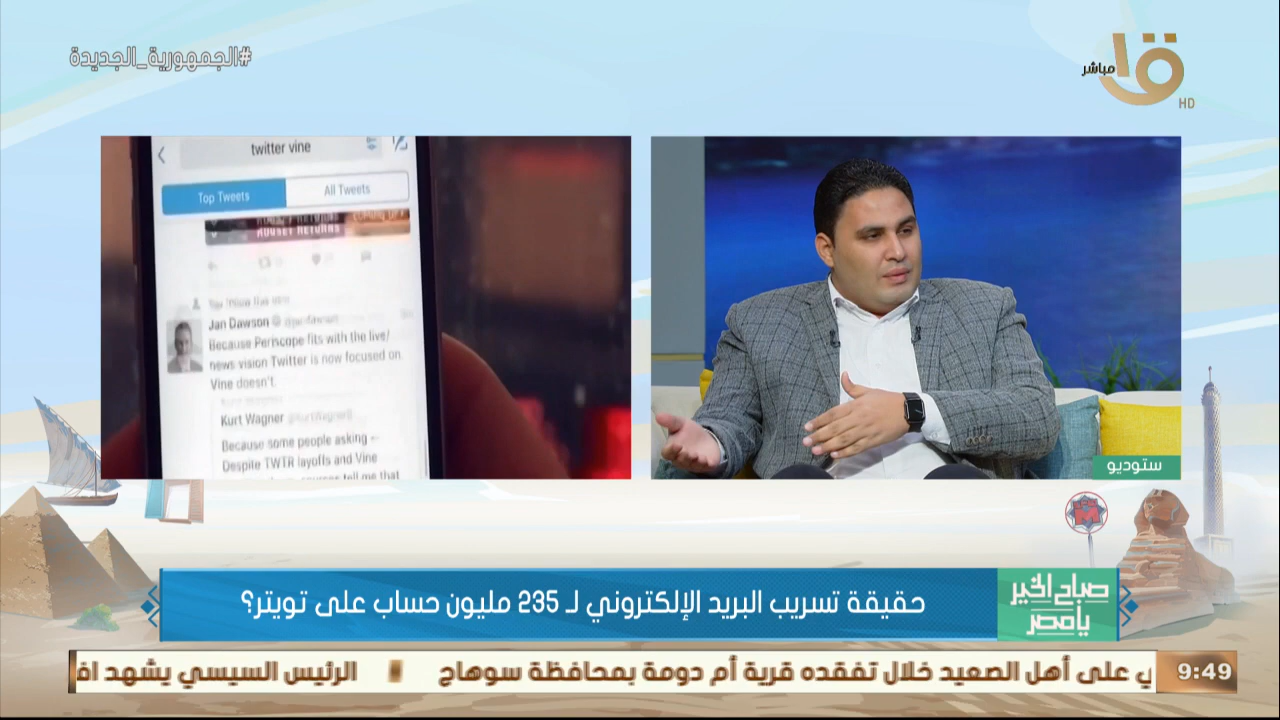 #الجمهورية_الجديدة
مباشر
HD
twitter vine
Top Tweets
All Tweets
Jan Dawson
Because Periscope fits with the live/
news vision Twitter is now focused on.
Vine doesn't.
Kurt Wagner
Because some people asking --
Despite TWTR layoffs and Vine
tell me that
ستوديو
صباح الخير
يا مصر
حقيقة تسريب البريد الإلكتروني لـ 235 مليون حساب على تويتر؟
9:49
ي على أهل الصعيد خلال تفقده قرية أم دومة بمحافظة سوهاج
الرئيس السيسي يشهد اف